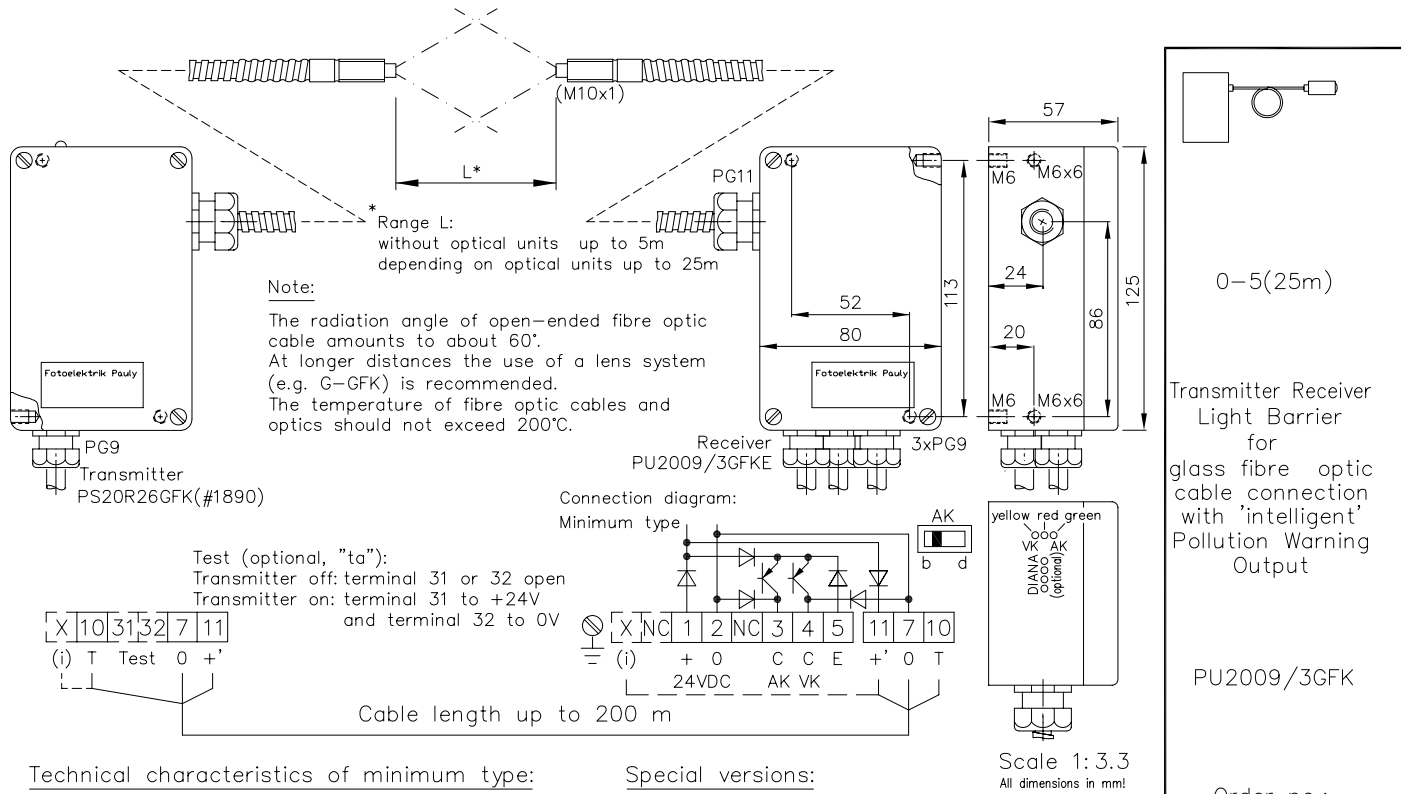 (M10x1)
L*
*
Range L:
without optical units up to 5m
depending on optical units up to 25m
Note:
The radiation angle of open-ended fibre optic
cable amounts to about 60°.
At longer distances the use of a lens system
(e.g. G-GFK) is recommended.
The temperature of fibre optic cables and
optics should not exceed 200°C.
Fotoelektrik Pauly
PG9
Transmitter
PS20R26GFK(#1890)
PG11
52
80
113
Fotoelektrik Pauly
Receiver
PU2009/3GFKE
3xPG9
57
M6
M6x6
24
20
86
125
M6
M6x6
Connection diagram:
Minimum type
AK
b d
yellow red green
VK AK
DIANA
(optional)
Test (optional, "ta"):
Transmitter off: terminal 31 or 32 open
Transmitter on: terminal 31 to +24V
and terminal 32 to 0V
X 10 31 32 7 11
(i) T Test 0 +'
X NC 1 2 NC 3 4 5 11 7 10
(i) + 0 C C E +' 0 T
24VDC AK VK
Cable length up to 200 m
Scale 1:3.3
All dimensions in mm!
Technical characteristics of minimum type:
Special versions:
0-5(25m)
Transmitter Receiver
Light Barrier
for
glass fibre optic
cable connection
with 'intelligent'
Pollution Warning
Output
PU2009/3GFK
Order no.: